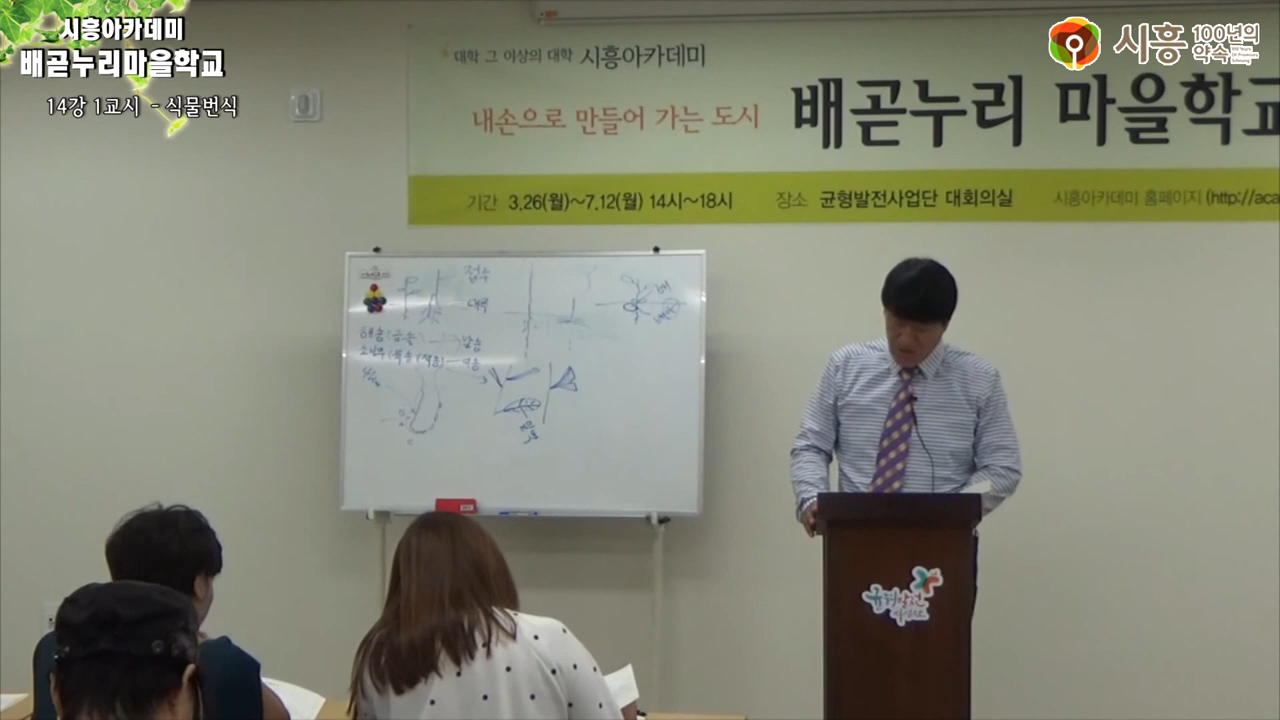 시흥아카데미
배곧누리마을학교
14강 1교시 - 식물번식
시흥 100년의 약속
대학 그 이상의 대학 시흥아카데미
내손으로 만들어 가는 도시
배곧누리 마을학교
기간 3.26(월)~7.12(월) 14시~18시 장소 균형발전사업단 대회의실 시흥아카데미 홈페이지 (http://aca
접수
대목
균형발전